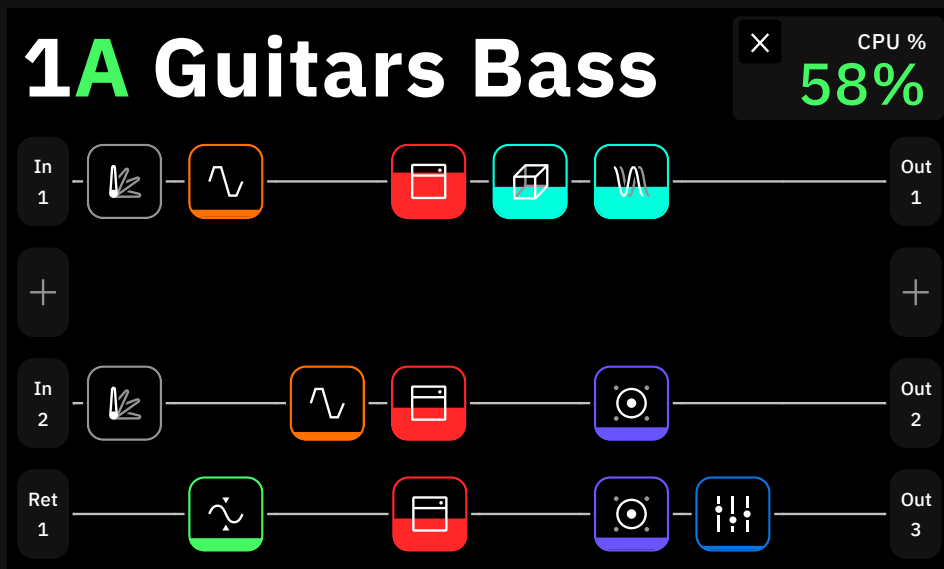 1A Guitars Bass
CPU %
58%
In
1
Out
1
In
2
Out
2
Ret
1
Out
3